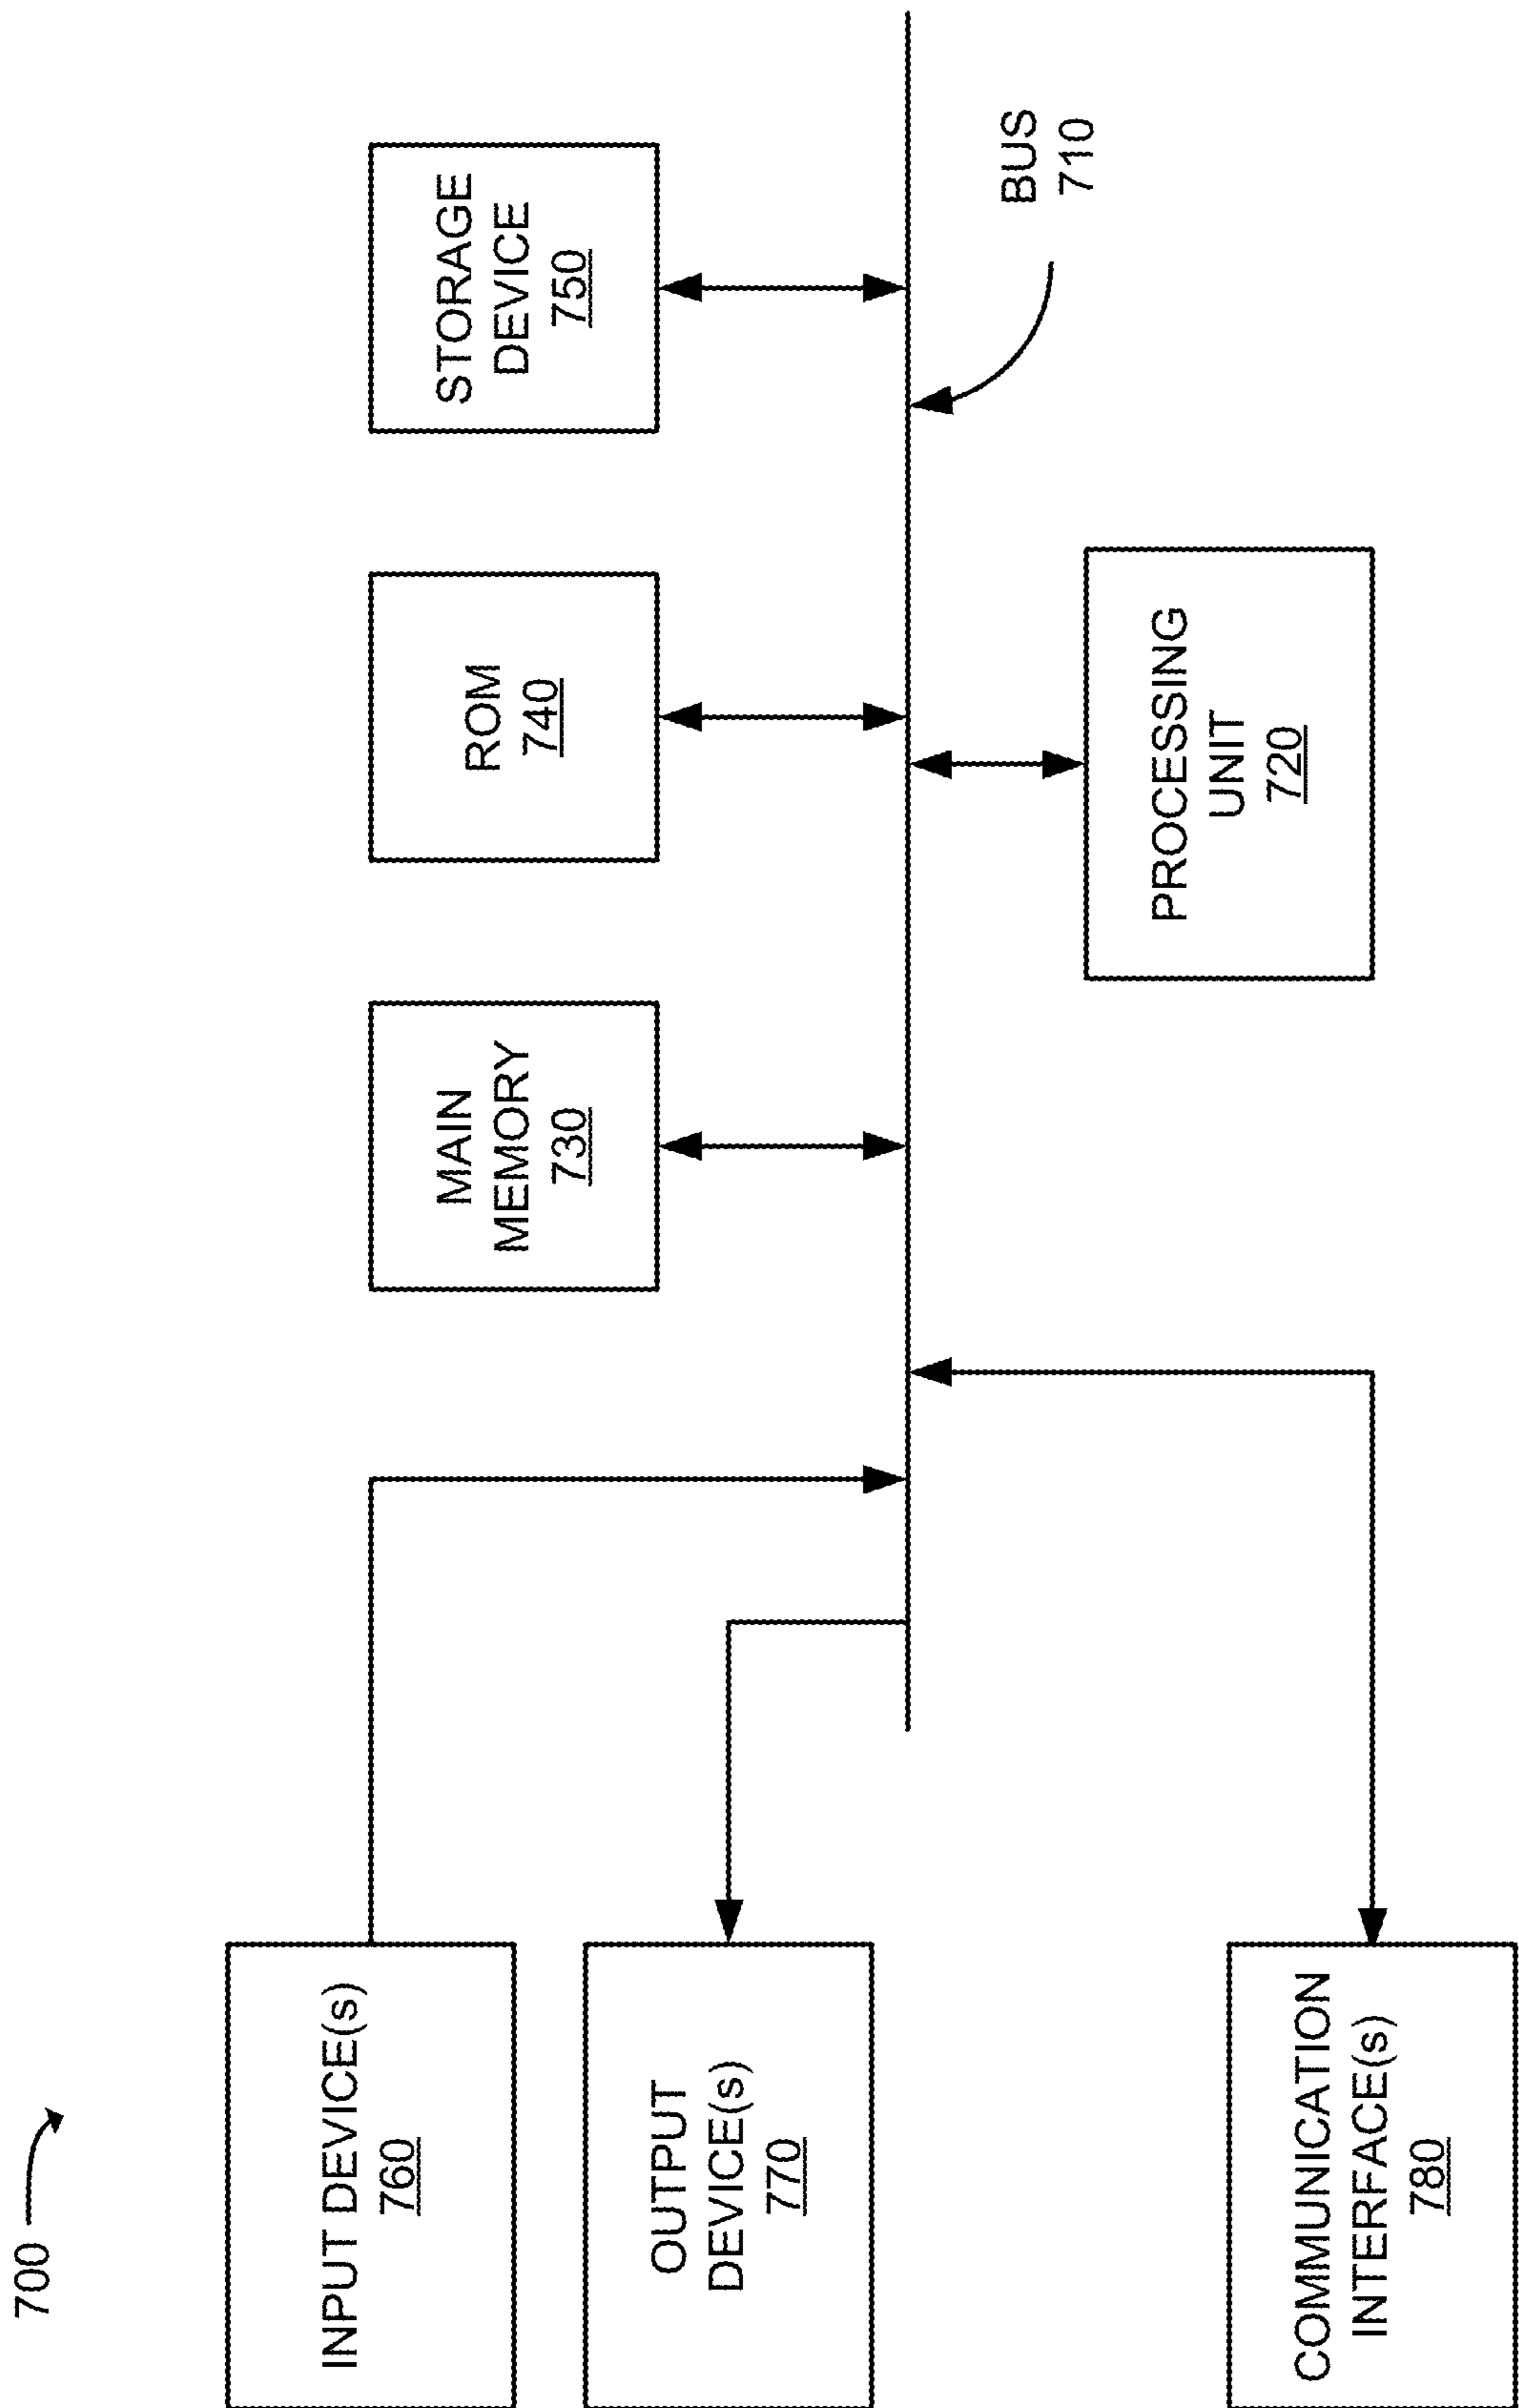 700
INPUT DEVICE(s)
760
OUTPUT
DEVICE(s)
770
COMMUNICATION
INTERFACE(s)
780
MAIN
MEMORY
730
ROM
740
STORAGE
DEVICE
750
PROCESSING
UNIT
720
BUS
710